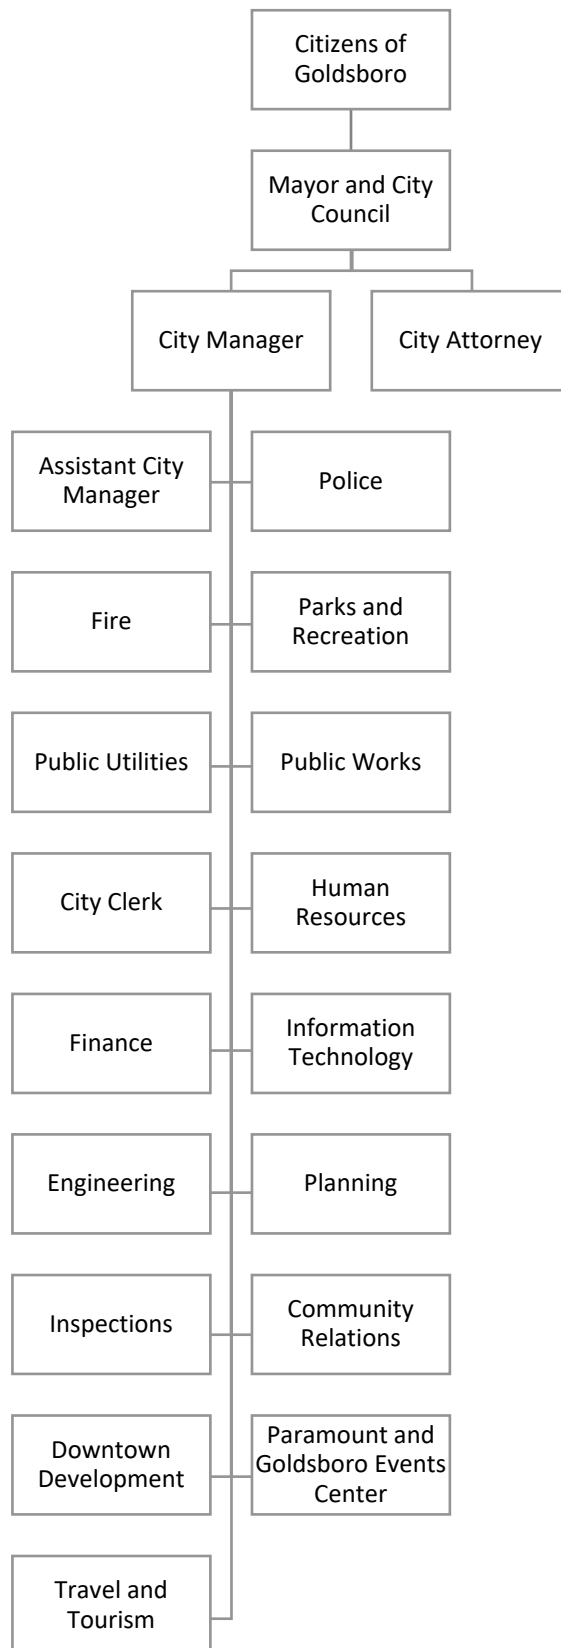 Citizens of
Goldsboro
Mayor and City
Council
City Manager
City Attorney
Assistant City
Manager
Police
Fire
Parks and
Recreation
Public Utilities
Public Works
City Clerk
Human
Resources
Finance
Information
Technology
Engineering
Planning
Inspections
Community
Relations
Downtown
Development
Paramount and
Goldsboro Events
Center
Travel and
Tourism